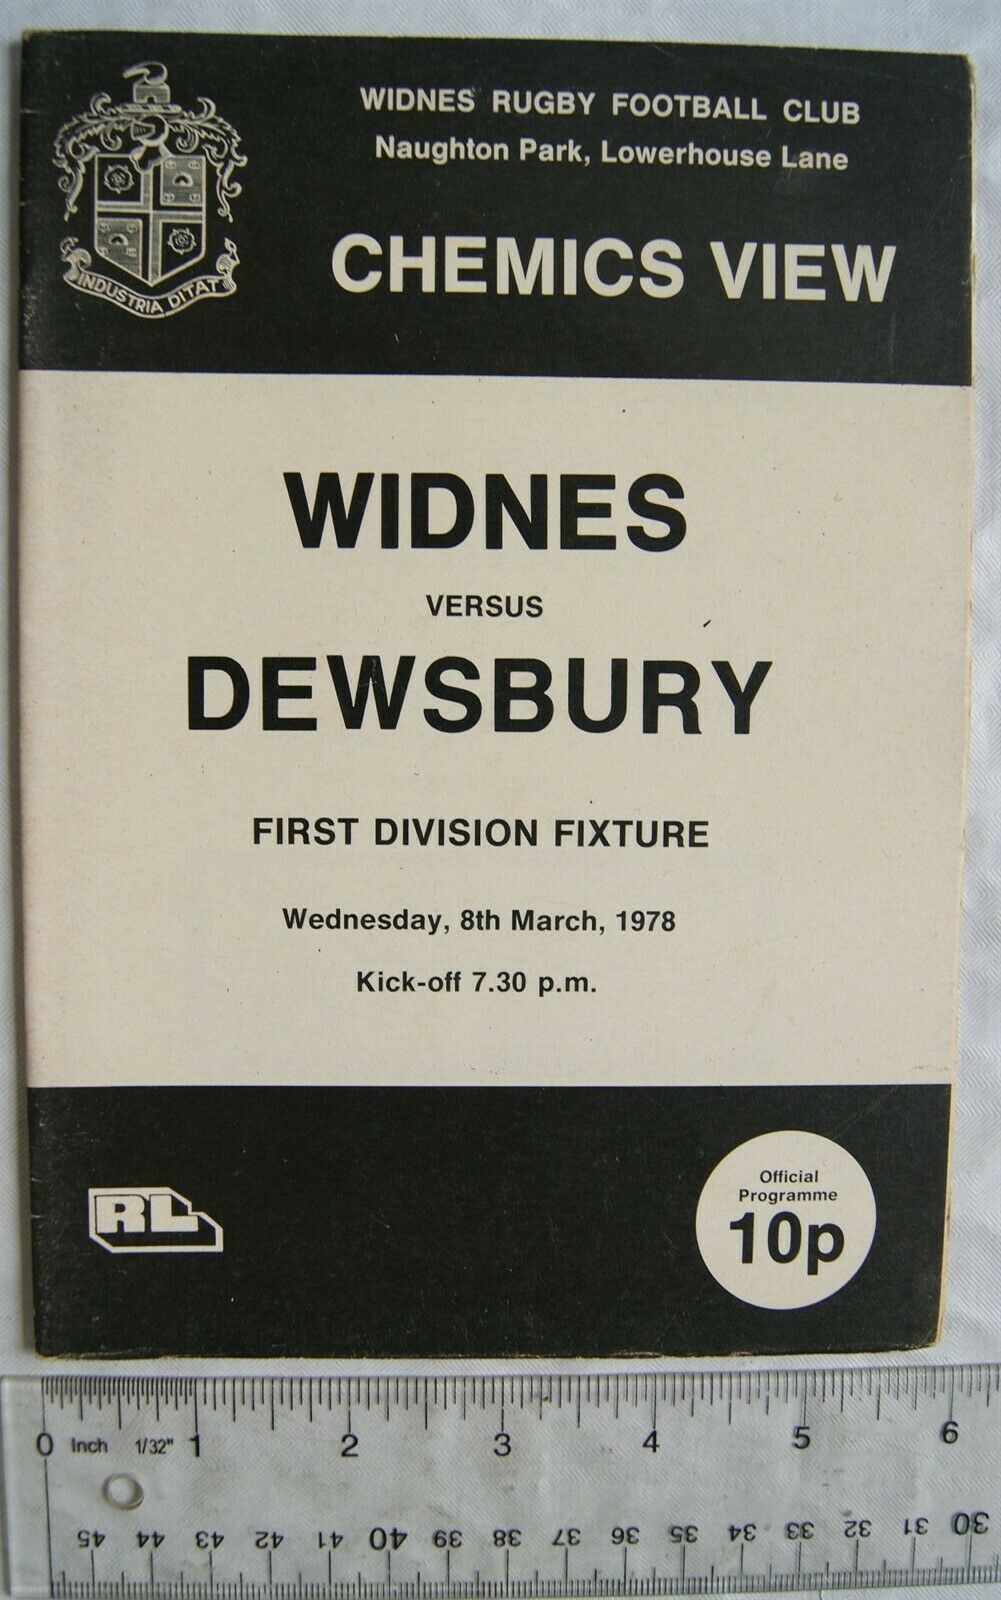 WIDNES RUGBY FOOTBALL CLUB
Naughton Park, Lowerhouse Lane
CHEMICS VIEW
INDUSTRIA DITAT
WIDNES
VERSUS
DEWSBURY
FIRST DIVISION FIXTURE
Wednesday, 8th March, 1978
Kick-off 7.30 p.m.
RL
Official
Programme
10p
0 Inch 1/32" 1 2 3 4 5 6
45 44 43 42 41 40 39 38 37 36 35 34 33 32 31 30